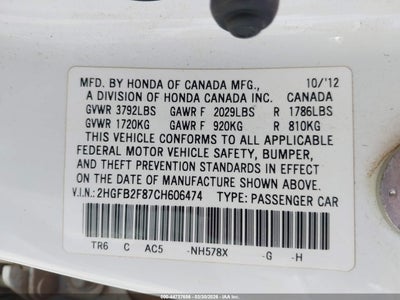 MFD. BY HONDA OF CANADA MFG., 10/'12
A DIVISION OF HONDA CANADA INC. CANADA
GVWR 3792LBS GAWR F 2029LBS R 1786LBS
GVWR 1720KG GAWR F 920KG R 810KG
THIS VEHICLE CONFORMS TO ALL APPLICABLE
FEDERAL MOTOR VEHICLE SAFETY, BUMPER,
AND THEFT PREVENTION STANDARDS IN EFFECT
ON THE DATE OF MANUFACTURE SHOWN ABOVE.
V.I.N.: 2HGFB2F87CH606474 TYPE: PASSENGER CAR
TR6 C AC5 -NH578X -G -H